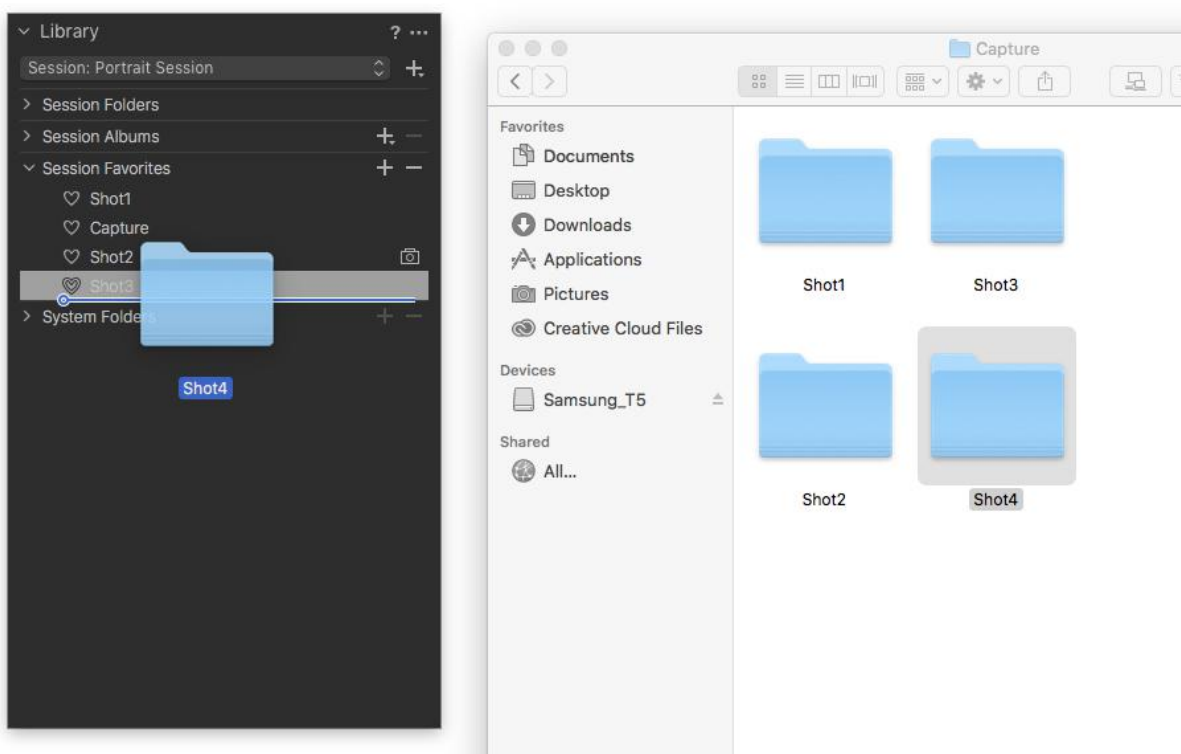 Library
? ...
Session: Portrait Session
Session Folders
Session Albums
Session Favorites
Shot1
Capture
Shot2
Shot3
System Folders
Shot4
Capture
Favorites
Documents
Desktop
Downloads
Applications
Pictures
Creative Cloud Files
Devices
Samsung_T5
Shared
All...
Shot1
Shot3
Shot2
Shot4